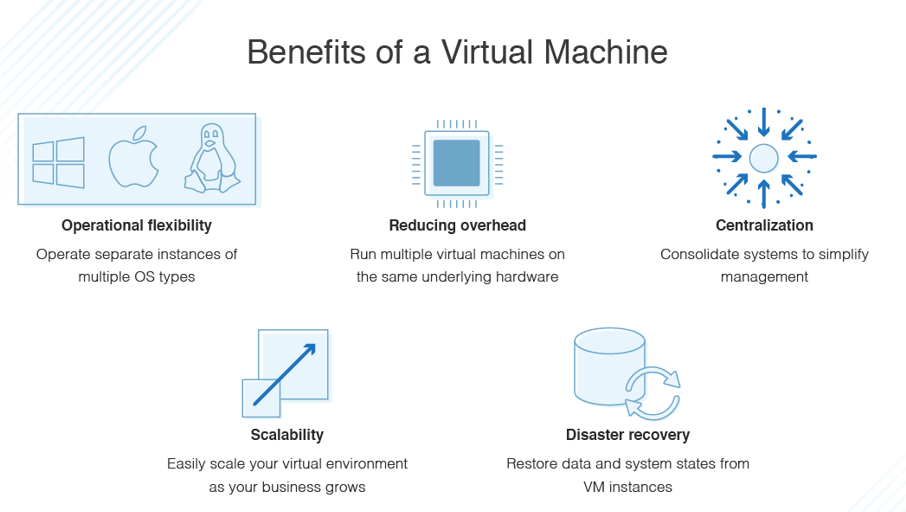 Benefits of a Virtual Machine
Operational flexibility
Operate separate instances of
multiple OS types
Reducing overhead
Run multiple virtual machines on
the same underlying hardware
Centralization
Consolidate systems to simplify
management
Scalability
Easily scale your virtual environment
as your business grows
Disaster recovery
Restore data and system states from
VM instances